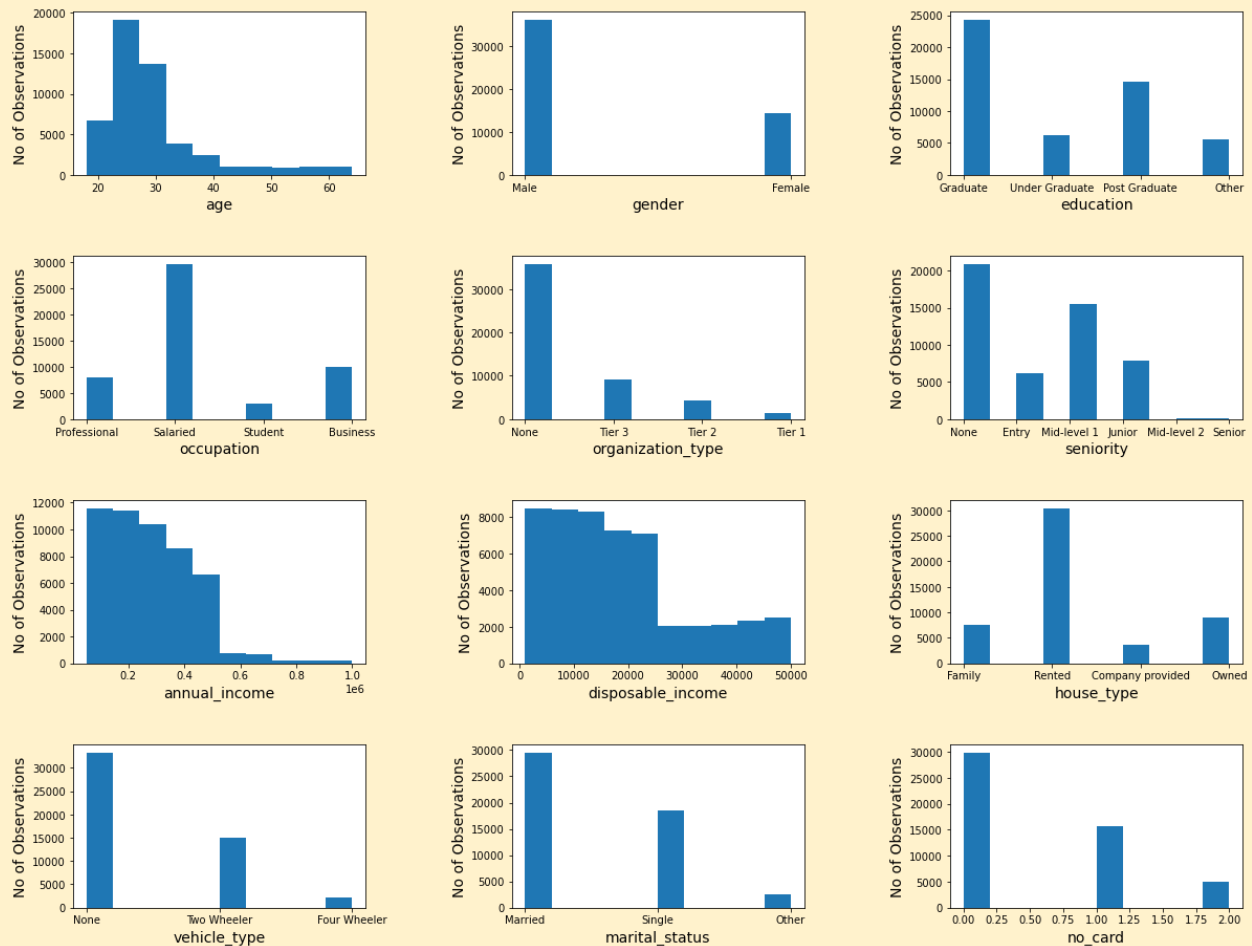 20000
15000
10000
5000
0
No of Observations
20 30 40 50 60
age
30000
20000
10000
0
No of Observations
Male Female
gender
25000
20000
15000
10000
5000
0
No of Observations
Graduate Under Graduate Post Graduate Other
education
30000
25000
20000
15000
10000
5000
0
No of Observations
Professional Salaried Student Business
occupation
30000
20000
10000
0
No of Observations
None Tier 3 Tier 2 Tier 1
organization_type
20000
15000
10000
5000
0
No of Observations
None Entry Mid-level 1 Junior Mid-level 2 Senior
seniority
12000
10000
8000
6000
4000
2000
0
No of Observations
0.2 0.4 0.6 0.8 1.0
1e6
annual_income
8000
6000
4000
2000
0
No of Observations
0 10000 20000 30000 40000 50000
disposable_income
30000
25000
20000
15000
10000
5000
0
No of Observations
Family Rented Company provided Owned
house_type
30000
25000
20000
15000
10000
5000
0
No of Observations
None Two Wheeler Four Wheeler
vehicle_type
30000
25000
20000
15000
10000
5000
0
No of Observations
Married Single Other
marital_status
30000
25000
20000
15000
10000
5000
0
No of Observations
0.00 0.25 0.50 0.75 1.00 1.25 1.50 1.75 2.00
no_card